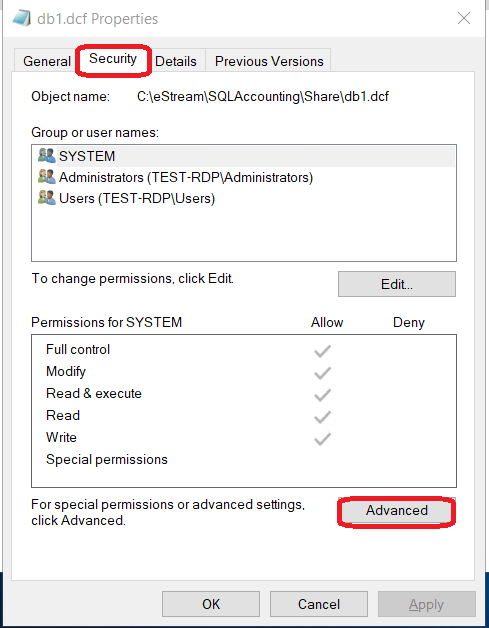 db1.dcf Properties
General Security Details Previous Versions
Object name: C:\eStream\SQLAccounting\Share\db1.dcf
Group or user names:
SYSTEM
Administrators (TEST-RDP\Administrators)
Users (TEST-RDP\Users)
To change permissions, click Edit.
Edit...
Permissions for SYSTEM Allow Deny
Full control
Modify
Read & execute
Read
Write
Special permissions
For special permissions or advanced settings,
click Advanced.
Advanced
OK Cancel Apply